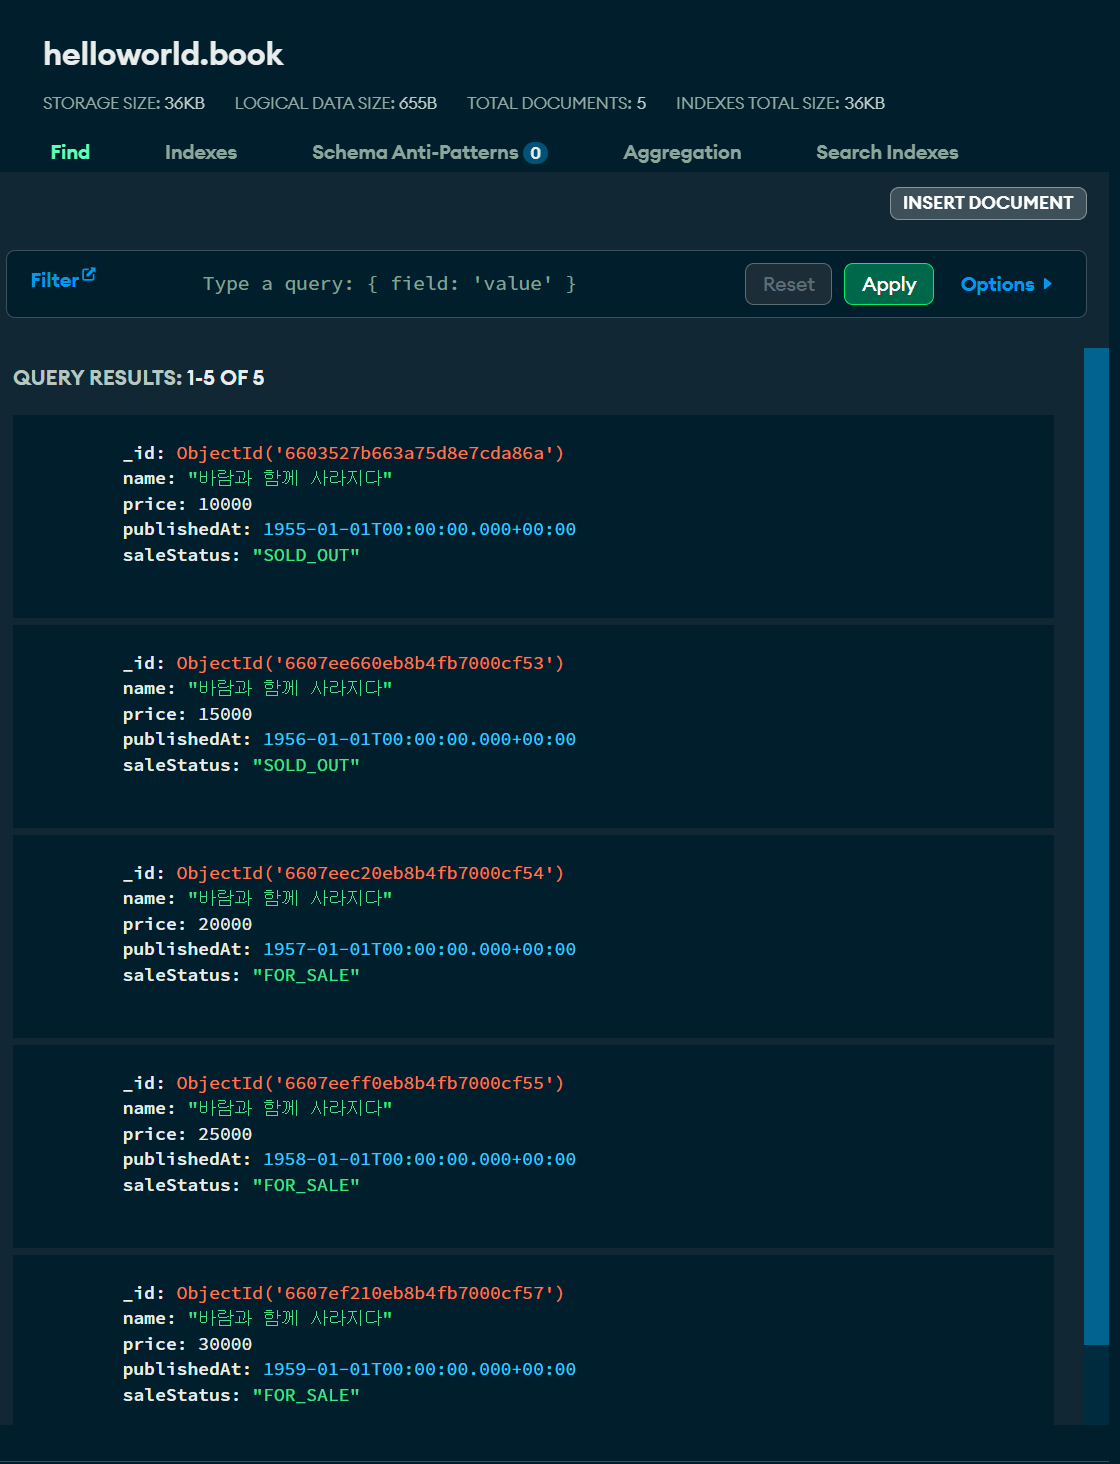 helloworld.book
STORAGE SIZE: 36KB LOGICAL DATA SIZE: 655B TOTAL DOCUMENTS: 5 INDEXES TOTAL SIZE: 36KB
Find Indexes Schema Anti-Patterns 0 Aggregation Search Indexes
INSERT DOCUMENT
Filter Type a query: { field: 'value' } Reset Apply Options
QUERY RESULTS: 1-5 OF 5
_id: ObjectId('6603527b663a75d8e7cda86a')
name: "바람과 함께 사라지다"
price: 10000
publishedAt: 1955-01-01T00:00:00.000+00:00
saleStatus: "SOLD_OUT"
_id: ObjectId('6607ee660eb8b4fb7000cf53')
name: "바람과 함께 사라지다"
price: 15000
publishedAt: 1956-01-01T00:00:00.000+00:00
saleStatus: "SOLD_OUT"
_id: ObjectId('6607eec20eb8b4fb7000cf54')
name: "바람과 함께 사라지다"
price: 20000
publishedAt: 1957-01-01T00:00:00.000+00:00
saleStatus: "FOR_SALE"
_id: ObjectId('6607eeff0eb8b4fb7000cf55')
name: "바람과 함께 사라지다"
price: 25000
publishedAt: 1958-01-01T00:00:00.000+00:00
saleStatus: "FOR_SALE"
_id: ObjectId('6607ef210eb8b4fb7000cf57')
name: "바람과 함께 사라지다"
price: 30000
publishedAt: 1959-01-01T00:00:00.000+00:00
saleStatus: "FOR_SALE"